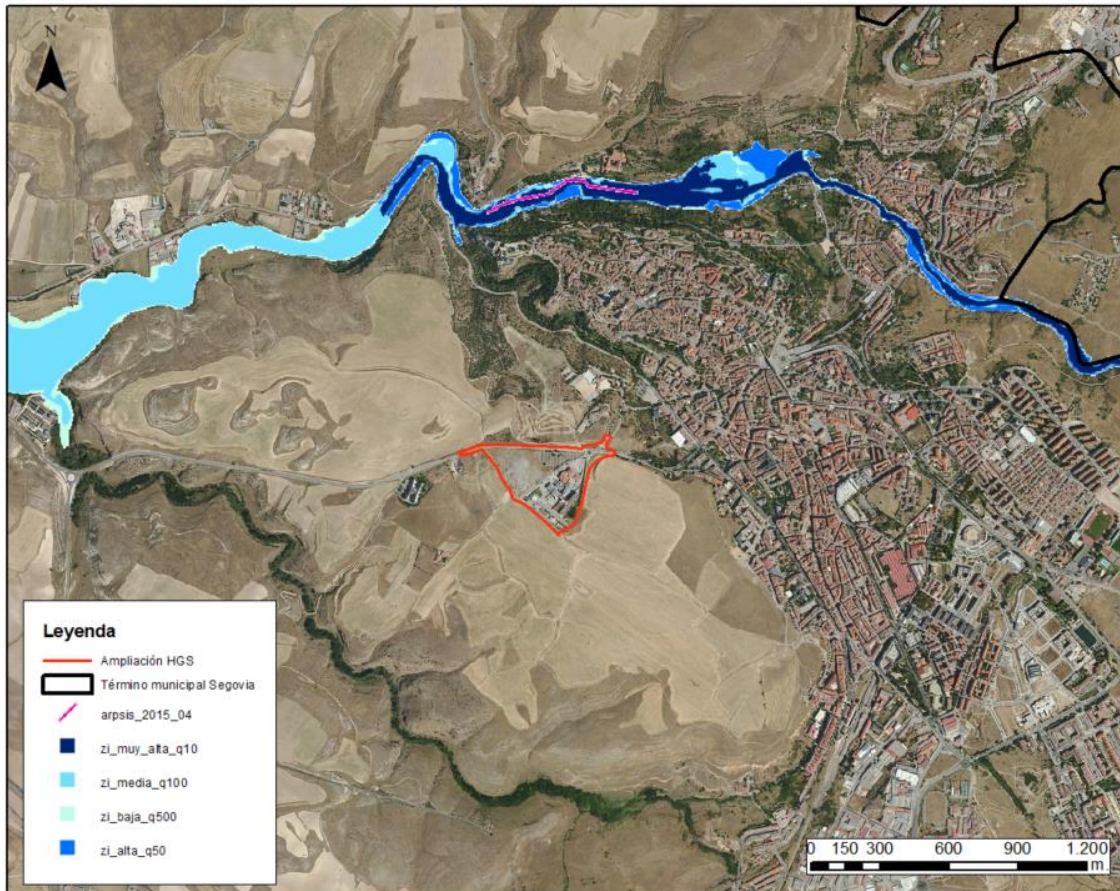 N
Leyenda
Ampliación HGS
Término municipal Segovia
arpsis_2015_04
zi_muy_alta_q10
zi_media_q100
zi_baja_q500
zi_alta_q50
0 150 300 600 900 1.200
m